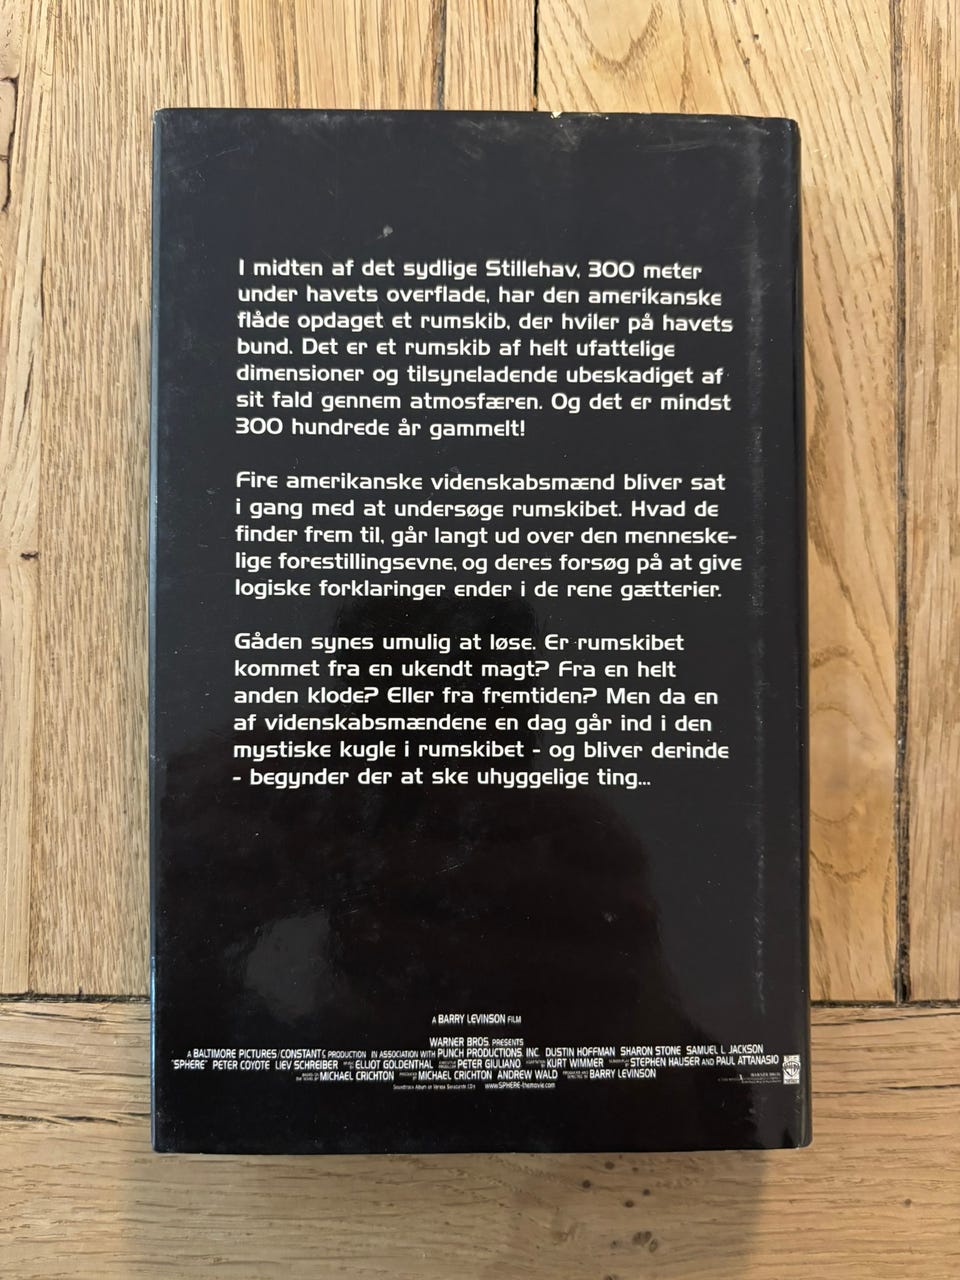 I midten af det sydlige Stillehav, 300 meter
under havets overflade, har den amerikanske
flåde opdaget et rumskib, der hviler på havets
bund. Det er et rumskib af helt ufattelige
dimensioner og tilsyneladende ubeskadiget af
sit fald gennem atmosfæren. Og det er mindst
300 hundrede år gammelt!
Fire amerikanske videnskabsmænd bliver sat
i gang med at undersøge rumskibet. Hvad de
finder frem til, går langt ud over den menneske-
lige forestillingsevne, og deres forsøg på at give
logiske forklaringer ender i de rene gætterier.
Gåden synes umulig at løse. Er rumskibet
kommet fra en ukendt magt? Fra en helt
anden klode? Eller fra fremtiden? Men da en
af videnskabsmændene en dag går ind i den
mystiske kugle i rumskibet - og bliver derinde
- begynder der at ske uhyggelige ting...
A BARRY LEVINSON FILM
WARNER BROS. PRESENTS
A BALTIMORE PICTURES/CONSTANT C PRODUCTION IN ASSOCIATION WITH PUNCH PRODUCTIONS, INC. DUSTIN HOFFMAN SHARON STONE SAMUEL L. JACKSON
"SPHERE" PETER COYOTE LIEV SCHREIBER ELLIOT GOLDENTHAL PETER GIULIANO KURT WIMMER STEPHEN HAUSER AND PAUL ATTANASIO
MICHAEL CRICHTON MICHAEL CRICHTON ANDREW WALD BARRY LEVINSON
Soundtrack Album on Varese Sarabande CDs www.SPHERE-themovie.com